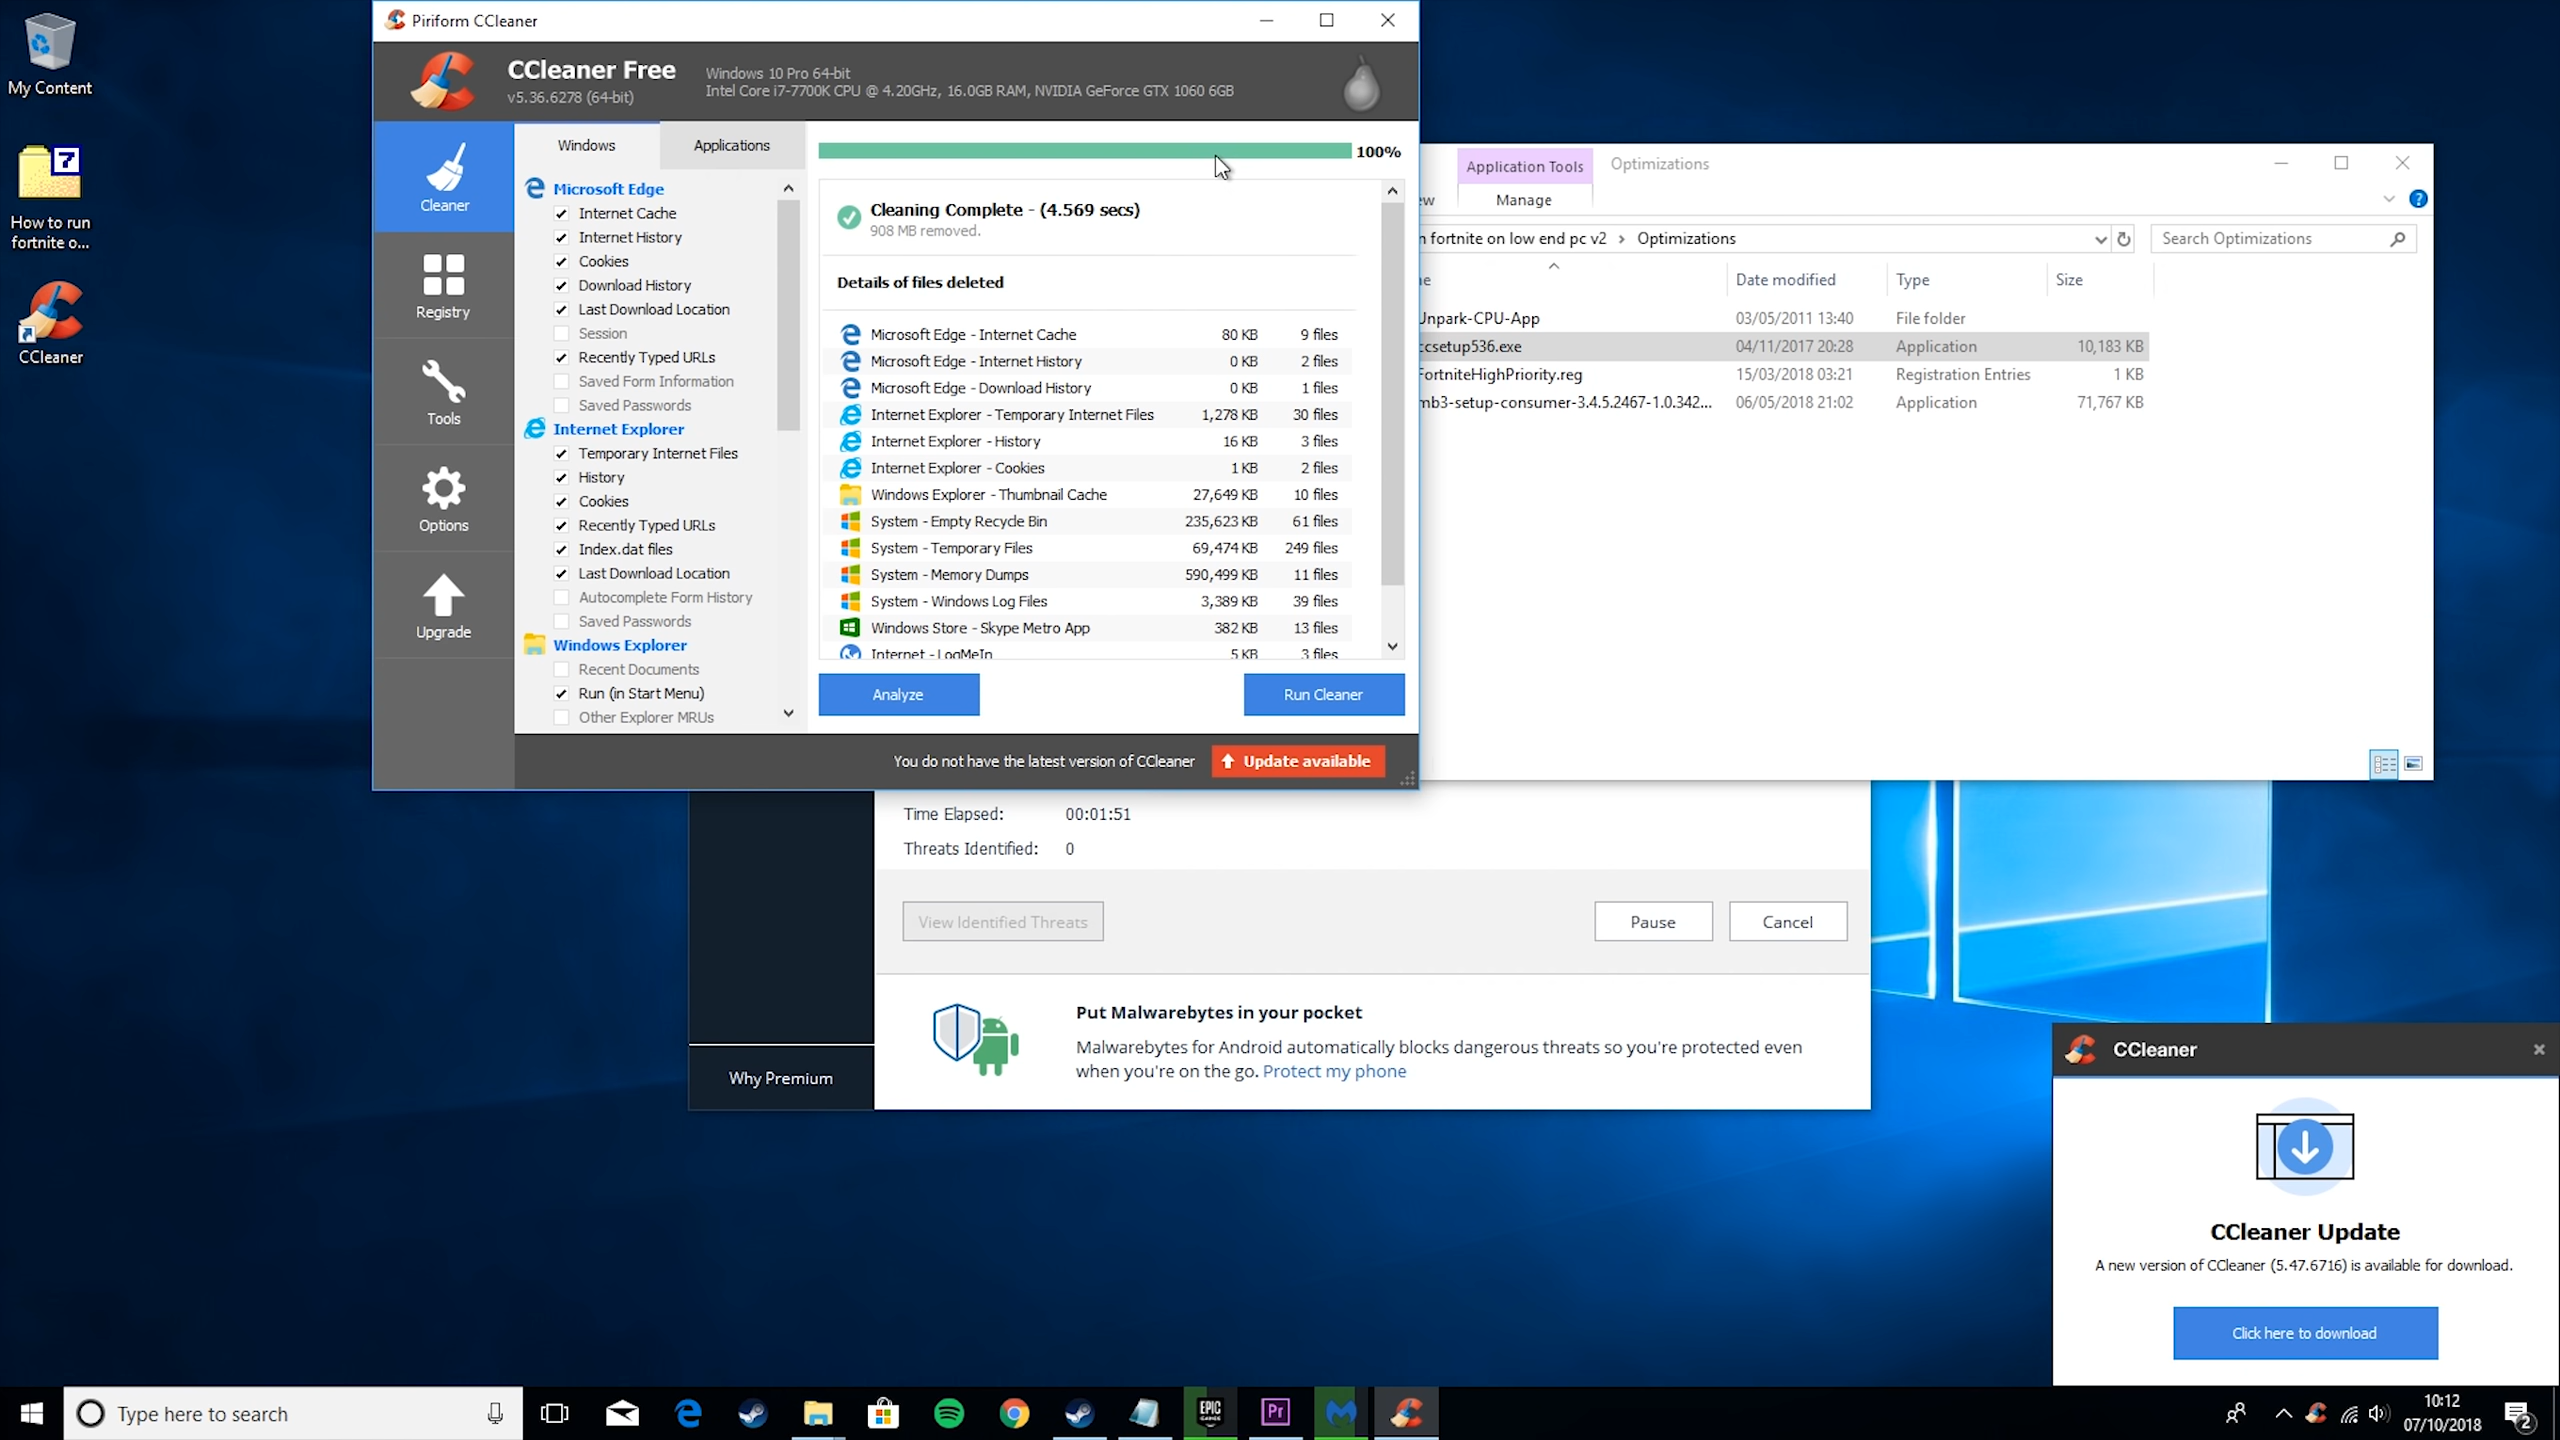 My Content
7
How to run
fortnite o...
CCleaner
Piriform CCleaner
CCleaner Free
v5.36.6278 (64-bit)
Windows 10 Pro 64-bit
Intel Core i7-7700K CPU @ 4.20GHz, 16.0GB RAM, NVIDIA GeForce GTX 1060 6GB
Cleaner
Registry
Tools
Options
Upgrade
Windows
Applications
Microsoft Edge
Internet Cache
Internet History
Cookies
Download History
Last Download Location
Session
Recently Typed URLs
Saved Form Information
Saved Passwords
Internet Explorer
Temporary Internet Files
History
Cookies
Recently Typed URLs
Index.dat files
Last Download Location
Autocomplete Form History
Saved Passwords
Windows Explorer
Recent Documents
Run (in Start Menu)
Other Explorer MRUs
100%
Cleaning Complete - (4.569 secs)
908 MB removed.
Details of files deleted
Microsoft Edge - Internet Cache 80 KB 9 files
Microsoft Edge - Internet History 0 KB 2 files
Microsoft Edge - Download History 0 KB 1 files
Internet Explorer - Temporary Internet Files 1,278 KB 30 files
Internet Explorer - History 16 KB 3 files
Internet Explorer - Cookies 1 KB 2 files
Windows Explorer - Thumbnail Cache 27,649 KB 10 files
System - Empty Recycle Bin 235,623 KB 61 files
System - Temporary Files 69,474 KB 249 files
System - Memory Dumps 590,499 KB 11 files
System - Windows Log Files 3,389 KB 39 files
Windows Store - Skype Metro App 382 KB 13 files
Internet - LogMeIn 5 KB 3 files
Analyze
Run Cleaner
You do not have the latest version of CCleaner
Update available
Application Tools
Optimizations
Manage
fortnite on low end pc v2 › Optimizations
Search Optimizations
Date modified Type Size
Unpark-CPU-App 03/05/2011 13:40 File folder
ccsetup536.exe 04/11/2017 20:28 Application 10,183 KB
FortniteHighPriority.reg 15/03/2018 03:21 Registration Entries 1 KB
mb3-setup-consumer-3.4.5.2467-1.0.342... 06/05/2018 21:02 Application 71,767 KB
Time Elapsed: 00:01:51
Threats Identified: 0
View Identified Threats
Pause
Cancel
Why Premium
Put Malwarebytes in your pocket
Malwarebytes for Android automatically blocks dangerous threats so you're protected even
when you're on the go. Protect my phone
CCleaner
CCleaner Update
A new version of CCleaner (5.47.6716) is available for download.
Click here to download
Type here to search
EPIC
GAMES
Pr
10:12
07/10/2018
2